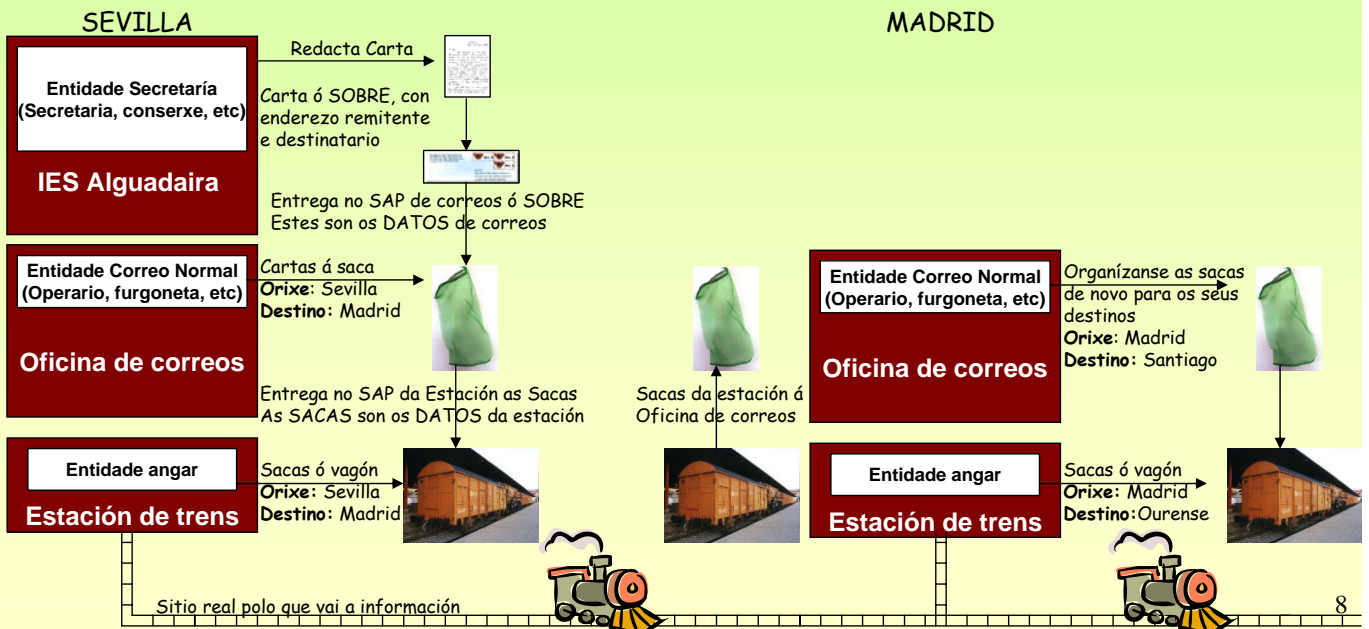 SEVILLA
MADRID
Entidade Secretaría
(Secretaria, conserxe, etc)
IES Alguadaira
Redacta Carta
Carta ó SOBRE, con
enderezo remitente
e destinatario
Entrega no SAP de correos ó SOBRE
Estes son os DATOS de correos
Entidade Correo Normal
(Operario, furgoneta, etc)
Oficina de correos
Cartas á saca
Orixe: Sevilla
Destino: Madrid
Entrega no SAP da Estación as Sacas
As SACAS son os DATOS da estación
Entidade angar
Estación de trens
Sacas ó vagón
Orixe: Sevilla
Destino: Madrid
Sacas da estación á
Oficina de correos
Entidade Correo Normal
(Operario, furgoneta, etc)
Oficina de correos
Organízanse as sacas
de novo para os seus
destinos
Orixe: Madrid
Destino: Santiago
Entidade angar
Estación de trens
Sacas ó vagón
Orixe: Madrid
Destino:Ourense
Sitio real polo que vai a información
8